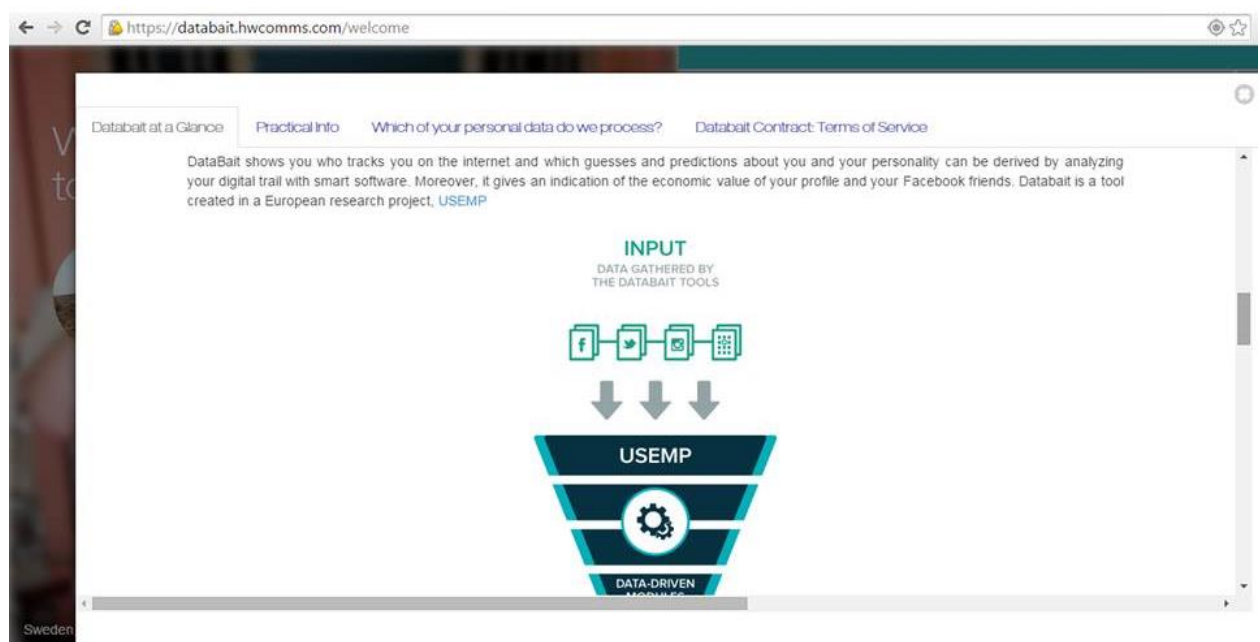 https://databait.hwcomms.com/welcome
Databait at a Glance Practical Info Which of your personal data do we process? Databait Contract: Terms of Service
DataBait shows you who tracks you on the internet and which guesses and predictions about you and your personality can be derived by analyzing
your digital trail with smart software. Moreover, it gives an indication of the economic value of your profile and your Facebook friends. Databait is a tool
created in a European research project, USEMP
INPUT
DATA GATHERED BY
THE DATABAIT TOOLS
USEMP
DATA-DRIVEN
MODULES
Sweden